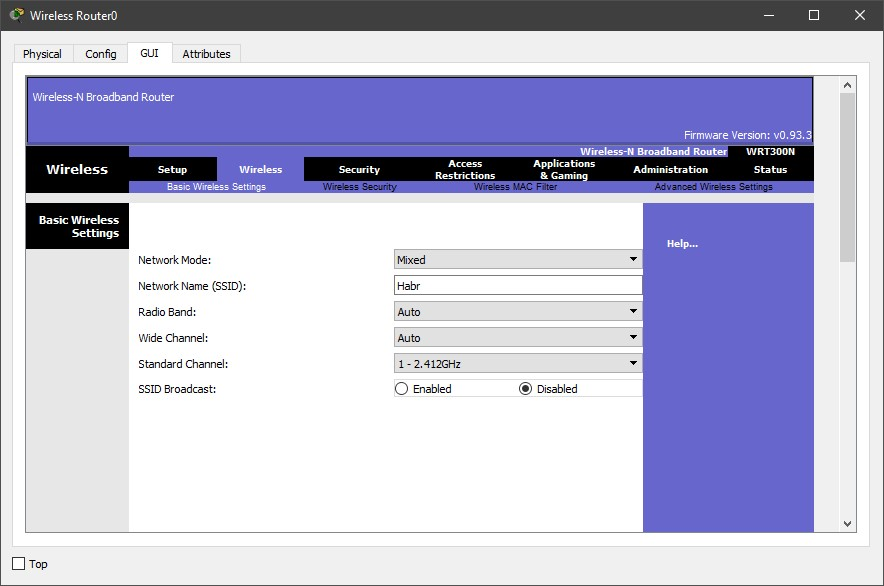 Wireless Router0
Physical Config GUI Attributes
Wireless-N Broadband Router
Firmware Version: v0.93.3
Wireless-N Broadband Router WRT300N
Wireless
Setup Wireless Security Access Restrictions Applications & Gaming Administration Status
Basic Wireless Settings Wireless Security Wireless MAC Filter Advanced Wireless Settings
Basic Wireless
Settings
Help...
Network Mode: Mixed
Network Name (SSID): Habr
Radio Band: Auto
Wide Channel: Auto
Standard Channel: 1 - 2.412GHz
SSID Broadcast: Enabled Disabled
Top